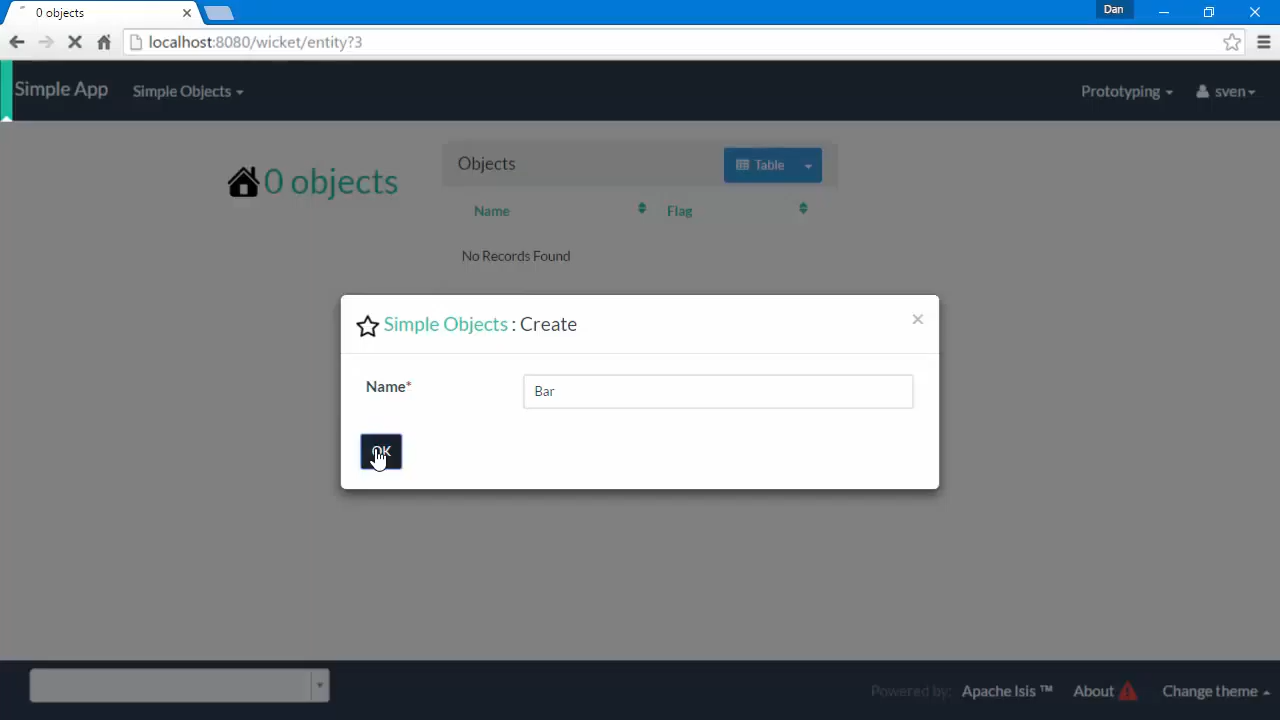 0 objects
Dan
localhost:8080/wicket/entity?3
Simple App
Simple Objects
Prototyping
sven
0 objects
Objects
Table
Name
Flag
No Records Found
Simple Objects : Create
Name*
Bar
OK
Powered by: Apache Isis ™
About
Change theme